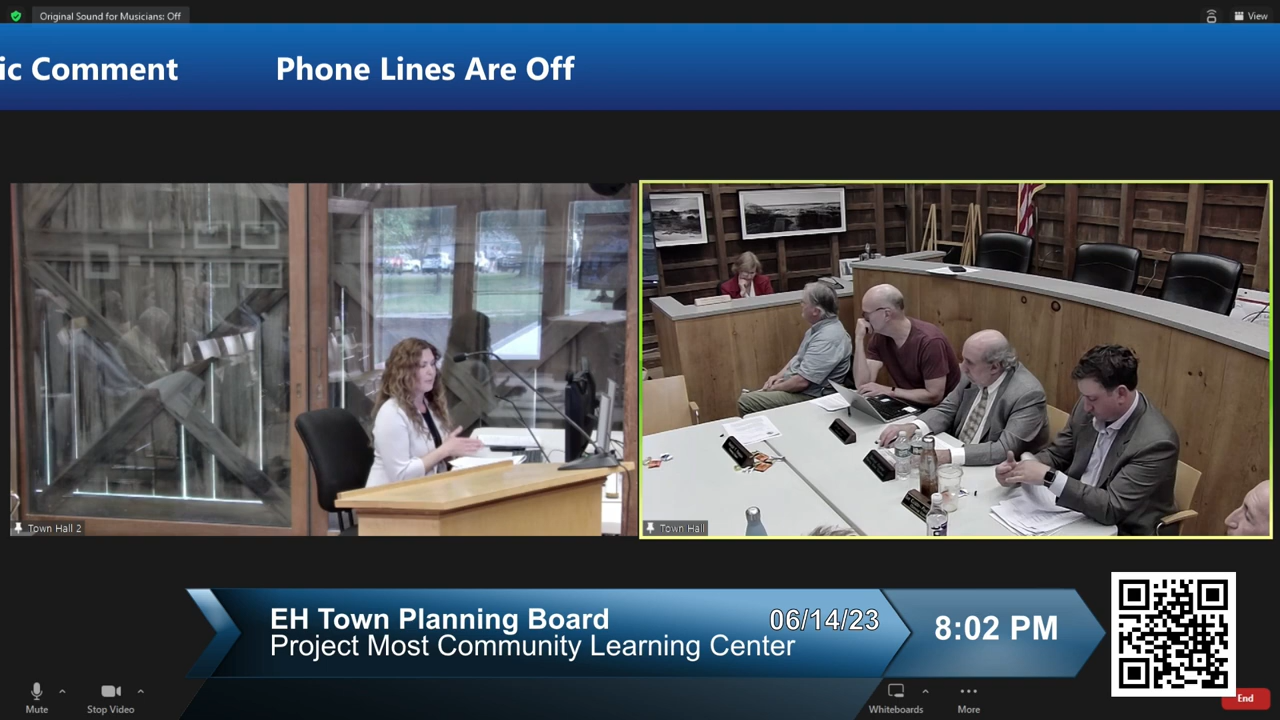 Original Sound for Musicians: Off
View
ic Comment
Phone Lines Are Off
Town Hall 2
Town Hall
EH Town Planning Board
06/14/23
8:02 PM
Project Most Community Learning Center
Mute
Stop Video
Whiteboards
More
End